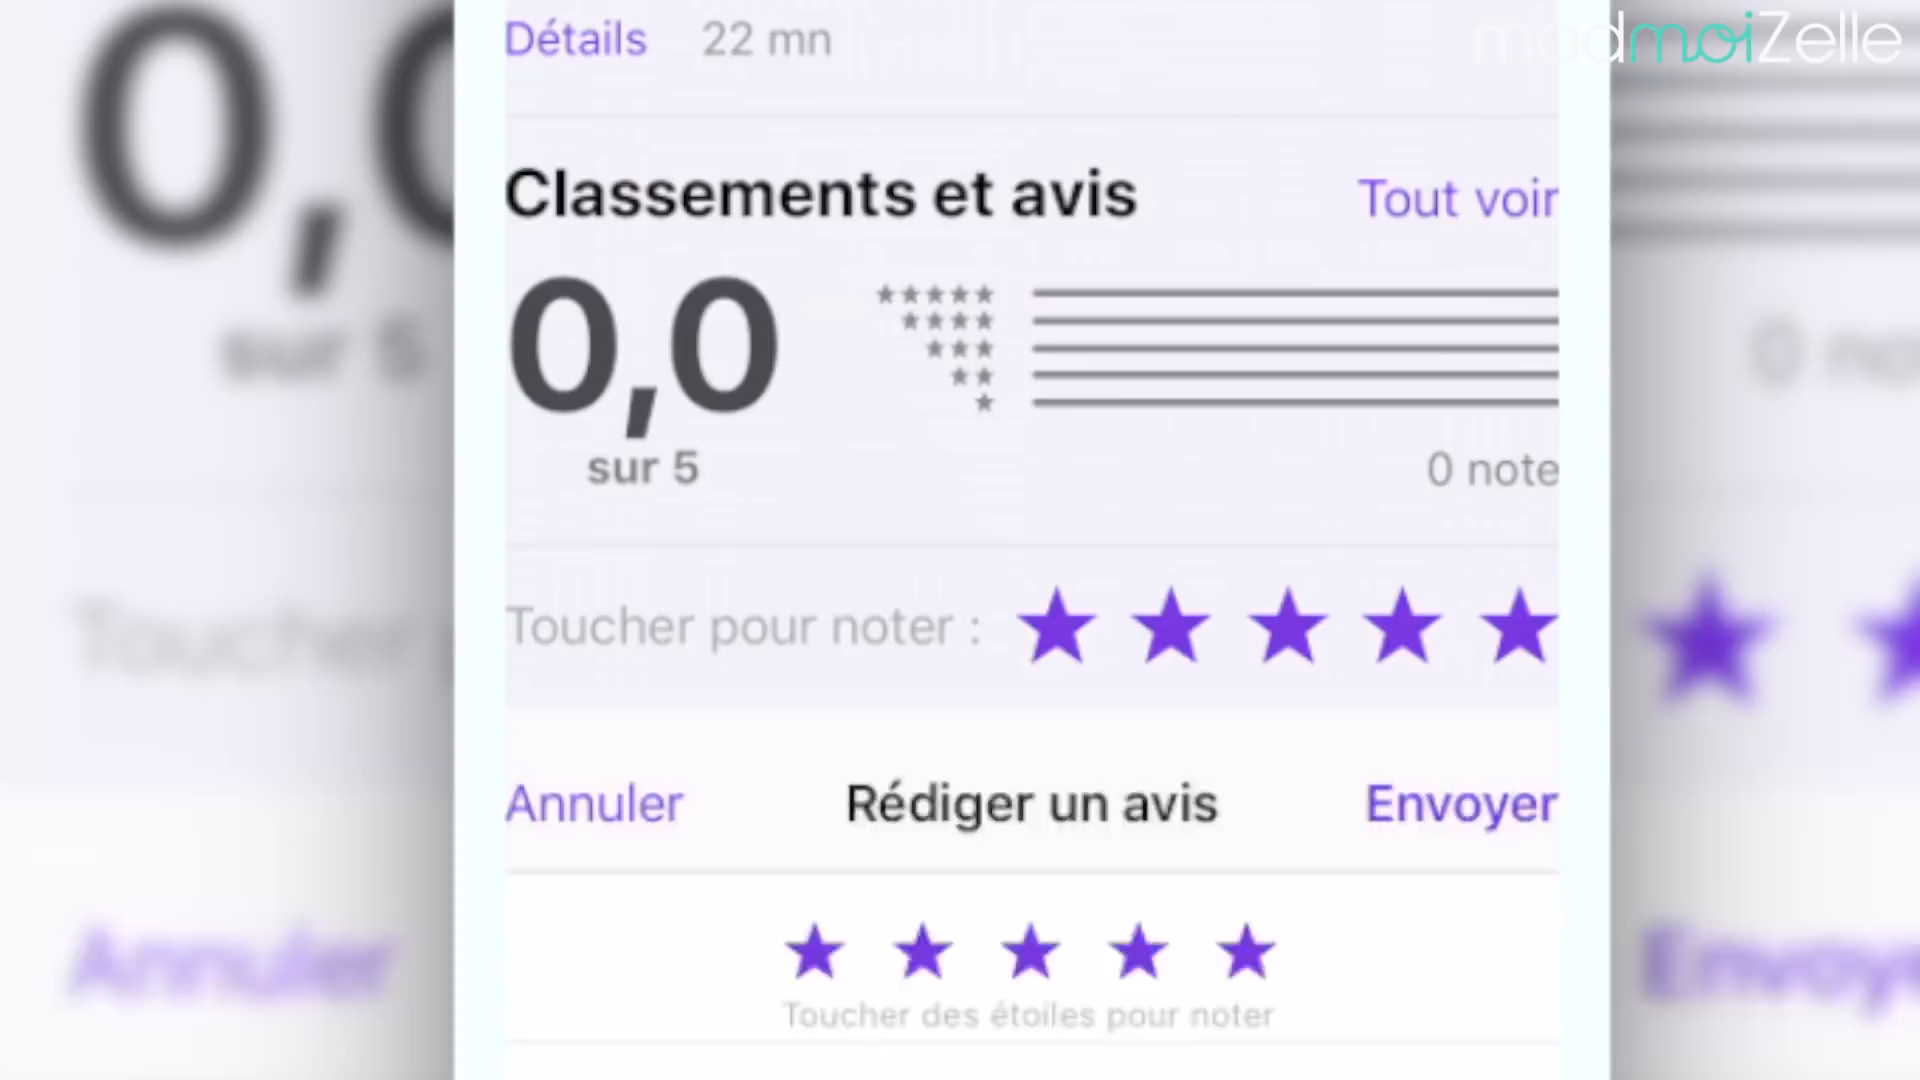 madmoiZelle
Détails 22 mn
Classements et avis Tout voir
0,0
sur 5
0 note
Toucher pour noter :
Annuler Rédiger un avis Envoyer
Toucher des étoiles pour noter